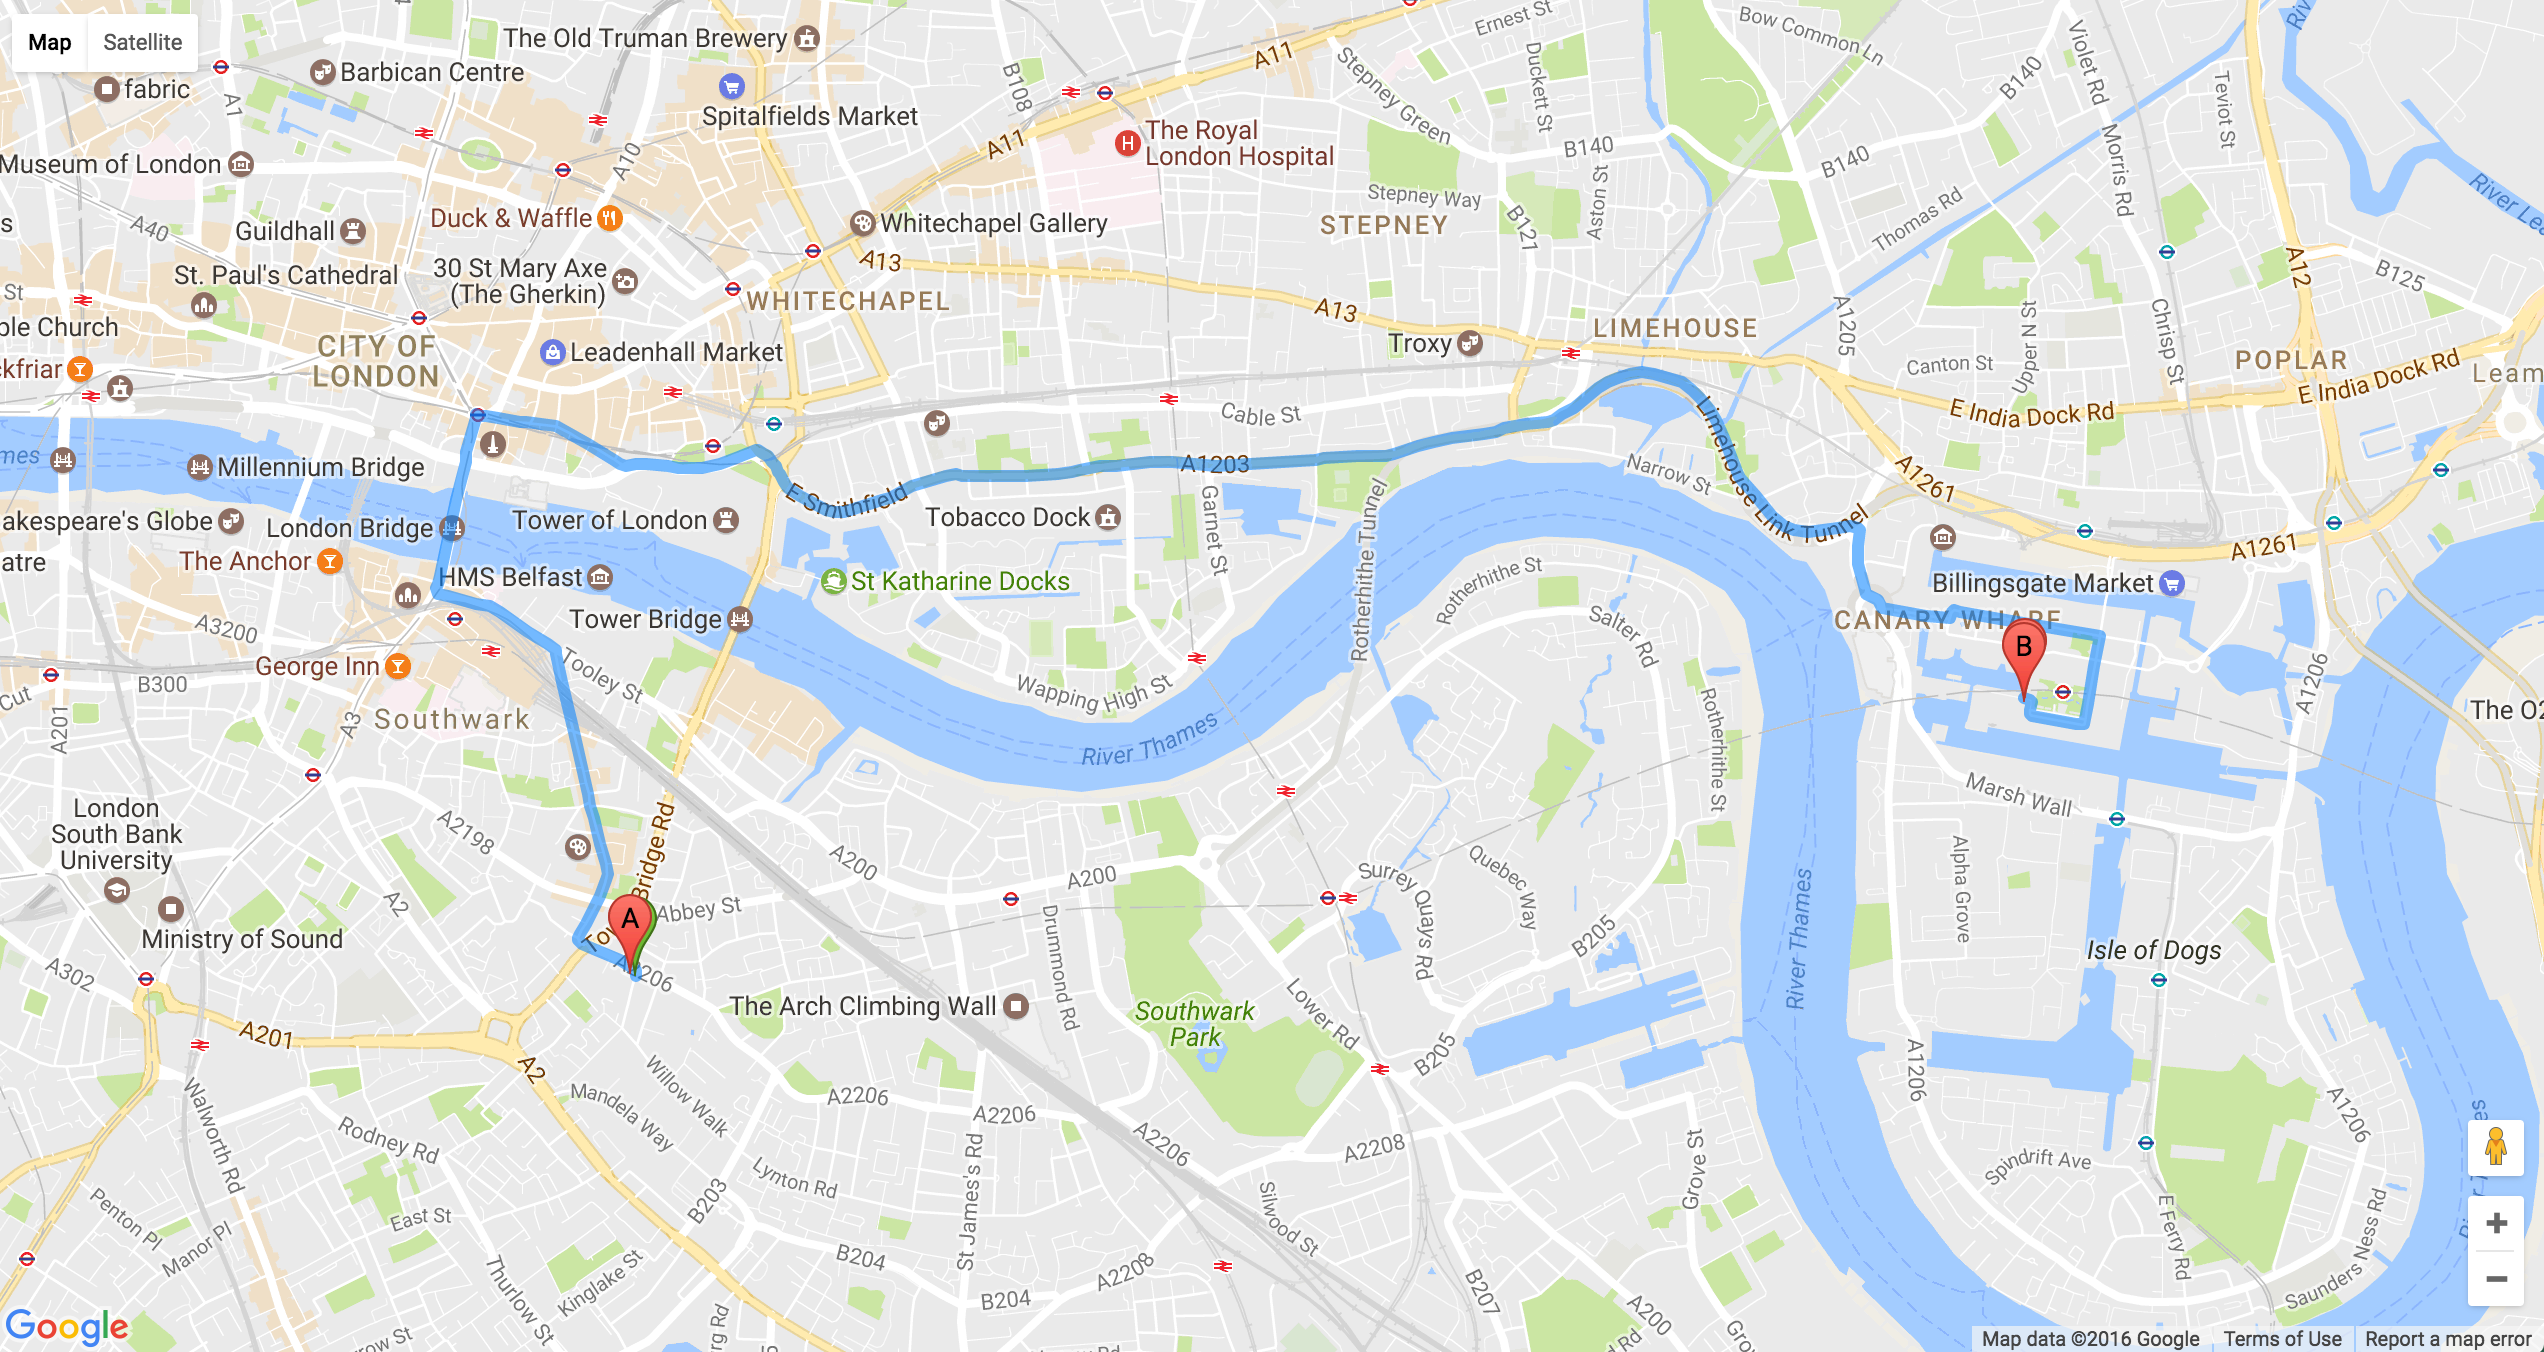 Map
Satellite
The Old Truman Brewery
Barbican Centre
fabric
A1
Spitalfields Market
B108
A11
A11
Ernest St
Stepney Green
Duckett St
Bow Common Ln
Violet Rd
B140
B140
B140
Teviot St
Morris Rd
The Royal
London Hospital
Museum of London
A10
A40
Guildhall
Duck & Waffle
Whitechapel Gallery
Stepney Way
STEPNEY
B121
Aston St
Thomas Rd
River Lea
St. Paul's Cathedral
30 St Mary Axe
(The Gherkin)
A13
A13
WHITECHAPEL
A12
B125
St
CITY OF
LONDON
Leadenhall Market
Troxy
LIMEHOUSE
A1205
Upper N St
Chrisp St
Canton St
POPLAR
E India Dock Rd
E India Dock Rd
Leam
Cable St
Millennium Bridge
A1203
E Smithfield
Limehouse Link Tunnel
Narrow St
A1261
A1261
London Bridge
Tower of London
Tobacco Dock
Garnet St
Rotherhithe Tunnel
The Anchor
HMS Belfast
St Katharine Docks
Billingsgate Market
CANARY WHARF
B
Tower Bridge
A3200
Rotherhithe St
Salter Rd
Rotherhithe St
George Inn
Tooley St
Wapping High St
B300
Cut
A201
A3
Southwark
River Thames
A1206
The O2
Marsh Wall
London
South Bank
University
A2198
A2
A200
A200
Bridge Rd
Abbey St
A
A2206
Surrey Quays Rd
Quebec Way
B205
B205
Alpha Grove
River Thames
Isle of Dogs
Ministry of Sound
A302
A201
A2
The Arch Climbing Wall
Drummond Rd
Southwark
Park
Lower Rd
A1206
A1206
Walworth Rd
Willow Walk
Mandela Way
Rodney Rd
A2206
A2206
A2206
A2208
A2208
Lynton Rd
St James's Rd
Silwood St
Grove St
Spindrift Ave
E Ferry Rd
Saunders Ness Rd
Penton Pl
Manor Pl
East St
B203
B204
B204
Thurlow St
Kinglake St
B207
A200
Google
Map data ©2016 Google
Terms of Use
Report a map error